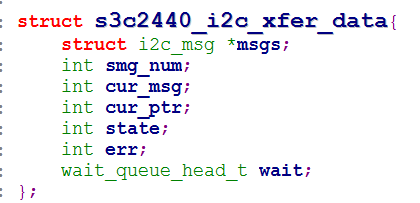 struct s3c2440_i2c_xfer_data{
struct i2c_msg *msgs;
int smg_num;
int cur_msg;
int cur_ptr;
int state;
int err;
wait_queue_head_t wait;
};